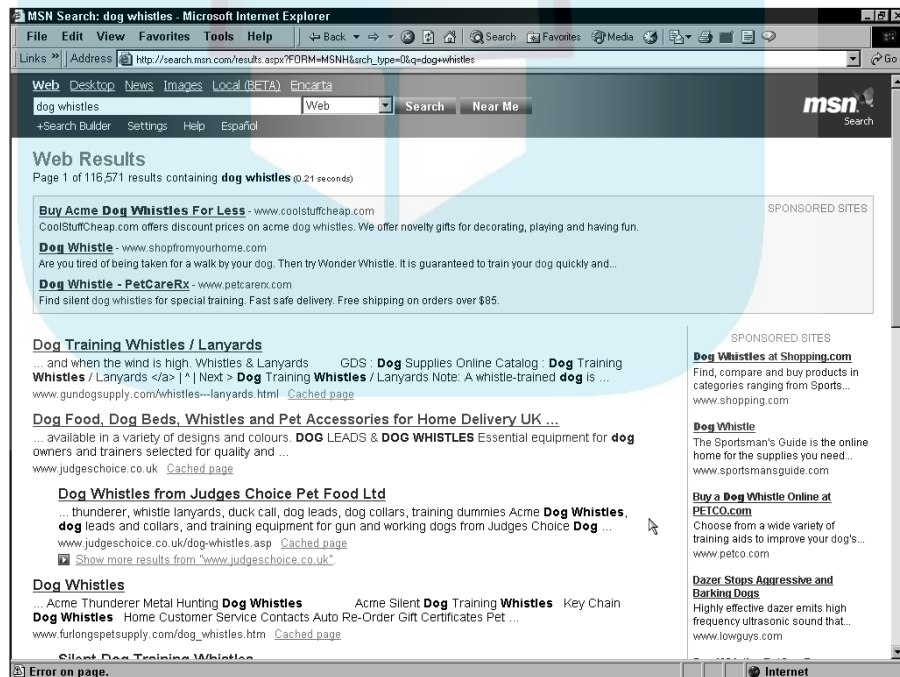 MSN Search: dog whistles - Microsoft Internet Explorer
File Edit View Favorites Tools Help Back Search Favorites Media
Links » Address http://search.msn.com/results.aspx?FORM=MSNH&srch_type=0&q=dog+whistles Go
Web Desktop News Images Local (BETA) Encarta
dog whistles Web Search Near Me
msn
Search
+Search Builder Settings Help Español
Web Results
Page 1 of 116,571 results containing dog whistles (0.21 seconds)
SPONSORED SITES
Buy Acme Dog Whistles For Less - www.coolstuffcheap.com
CoolStuffCheap.com offers discount prices on acme dog whistles. We offer novelty gifts for decorating, playing and having fun.
Dog Whistle - www.shopfromyourhome.com
Are you tired of being taken for a walk by your dog. Then try Wonder Whistle. It is guaranteed to train your dog quickly and...
Dog Whistle - PetCareRx - www.petcarerx.com
Find silent dog whistles for special training. Fast safe delivery. Free shipping on orders over $85.
Dog Training Whistles / Lanyards
... and when the wind is high. Whistles & Lanyards GDS : Dog Supplies Online Catalog : Dog Training
Whistles / Lanyards </a> | ^ | Next > Dog Training Whistles / Lanyards Note: A whistle-trained dog is ...
www.gundogsupply.com/whistles---lanyards.html Cached page
Dog Food, Dog Beds, Whistles and Pet Accessories for Home Delivery UK ...
... available in a variety of designs and colours. DOG LEADS & DOG WHISTLES Essential equipment for dog
owners and trainers selected for quality and ...
www.judgeschoice.co.uk Cached page
Dog Whistles from Judges Choice Pet Food Ltd
... thunderer, whistle lanyards, duck call, dog leads, dog collars, training dummies Acme Dog Whistles,
dog leads and collars, and training equipment for gun and working dogs from Judges Choice Dog ...
www.judgeschoice.co.uk/dog-whistles.asp Cached page
Show more results from "www.judgeschoice.co.uk".
Dog Whistles
... Acme Thunderer Metal Hunting Dog Whistles Acme Silent Dog Training Whistles Key Chain
Dog Whistles Home Customer Service Contacts Auto Re-Order Gift Certificates Pet ...
www.furlongspetsupply.com/dog_whistles.htm Cached page
Silent Dog Training Whistles
SPONSORED SITES
Dog Whistles at Shopping.com
Find, compare and buy products in
categories ranging from Sports...
www.shopping.com
Dog Whistle
The Sportsman's Guide is the online
home for the supplies you need...
www.sportsmansguide.com
Buy a Dog Whistle Online at
PETCO.com
Choose from a wide variety of
training aids to improve your dog's...
www.petco.com
Dazer Stops Aggressive and
Barking Dogs
Highly effective dazer emits high
frequency ultrasonic sound that...
www.lowguys.com
Error on page. Internet